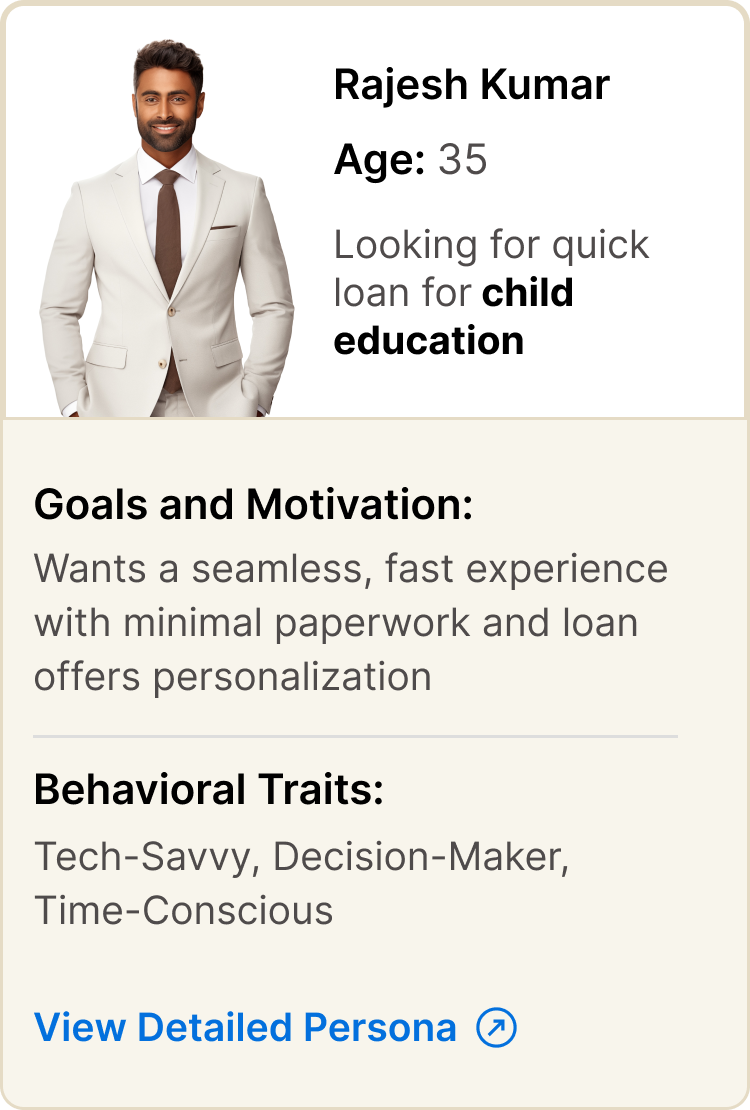 Rajesh Kumar
Age: 35
Looking for quick
loan for child
education
Goals and Motivation:
Wants a seamless, fast experience
with minimal paperwork and loan
offers personalization
Behavioral Traits:
Tech-Savvy, Decision-Maker,
Time-Conscious
View Detailed Persona